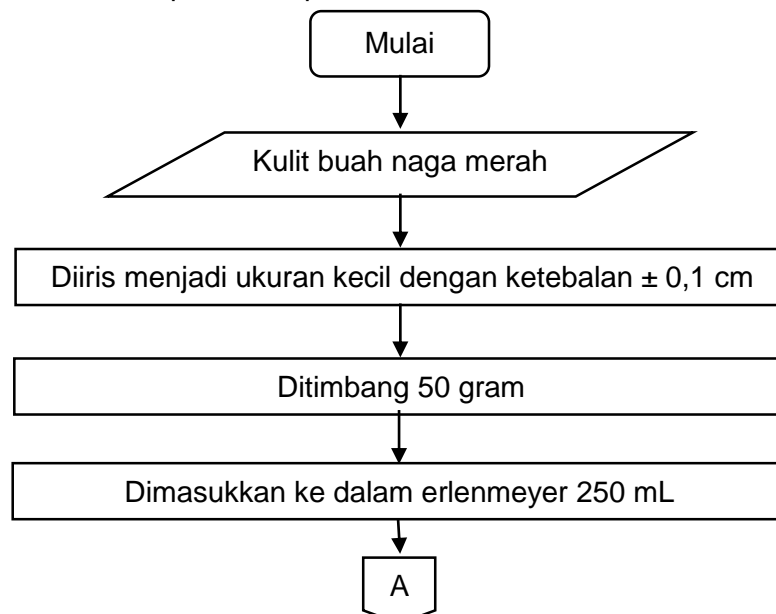 Mulai
Kulit buah naga merah
Diiris menjadi ukuran kecil dengan ketebalan ± 0,1 cm
Ditimbang 50 gram
Dimasukkan ke dalam erlenmeyer 250 mL
A